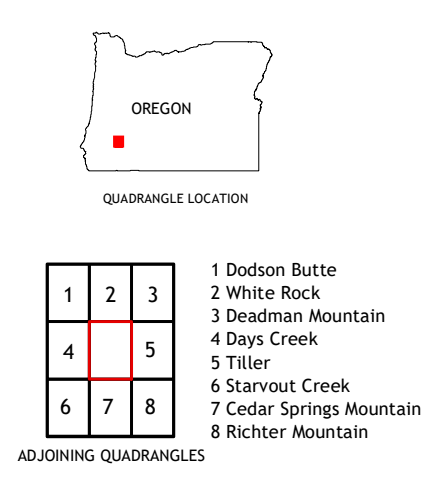 OREGON
QUADRANGLE LOCATION
1 2 3
4 5
6 7 8
ADJOINING QUADRANGLES
1 Dodson Butte
2 White Rock
3 Deadman Mountain
4 Days Creek
5 Tiller
6 Starvout Creek
7 Cedar Springs Mountain
8 Richter Mountain